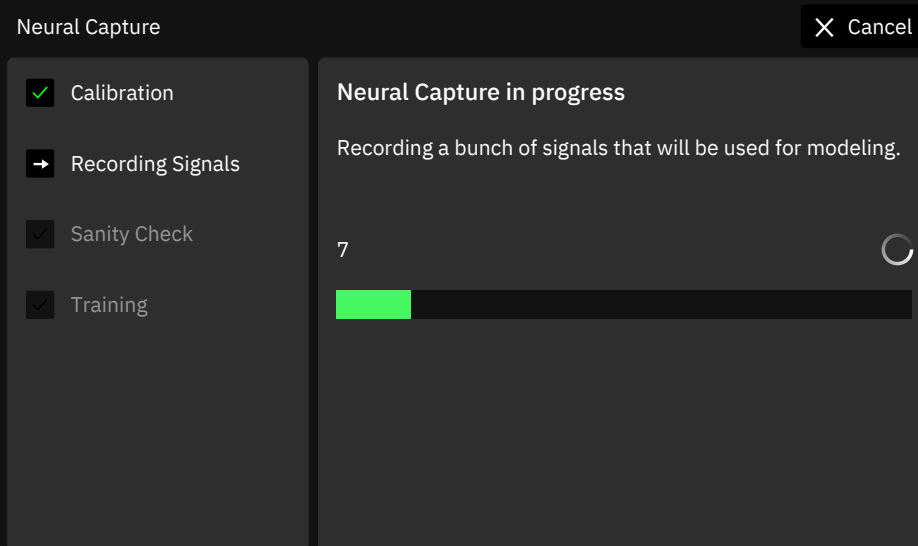 Neural Capture
Cancel
Calibration
Recording Signals
Sanity Check
Training
Neural Capture in progress
Recording a bunch of signals that will be used for modeling.
7